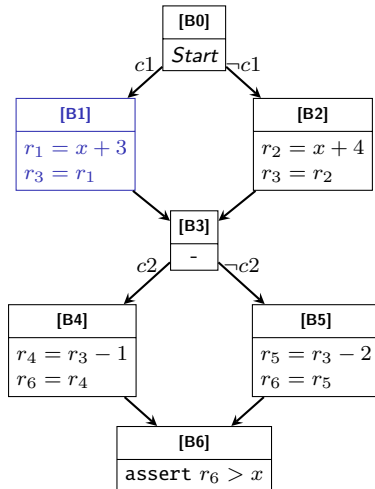 [B0]
Start
c1
¬c1
[B1]
r₁ = x + 3
r₃ = r₁
[B2]
r₂ = x + 4
r₃ = r₂
[B3]
-
c2
¬c2
[B4]
r₄ = r₃ − 1
r₆ = r₄
[B5]
r₅ = r₃ − 2
r₆ = r₅
[B6]
assert r₆ > x